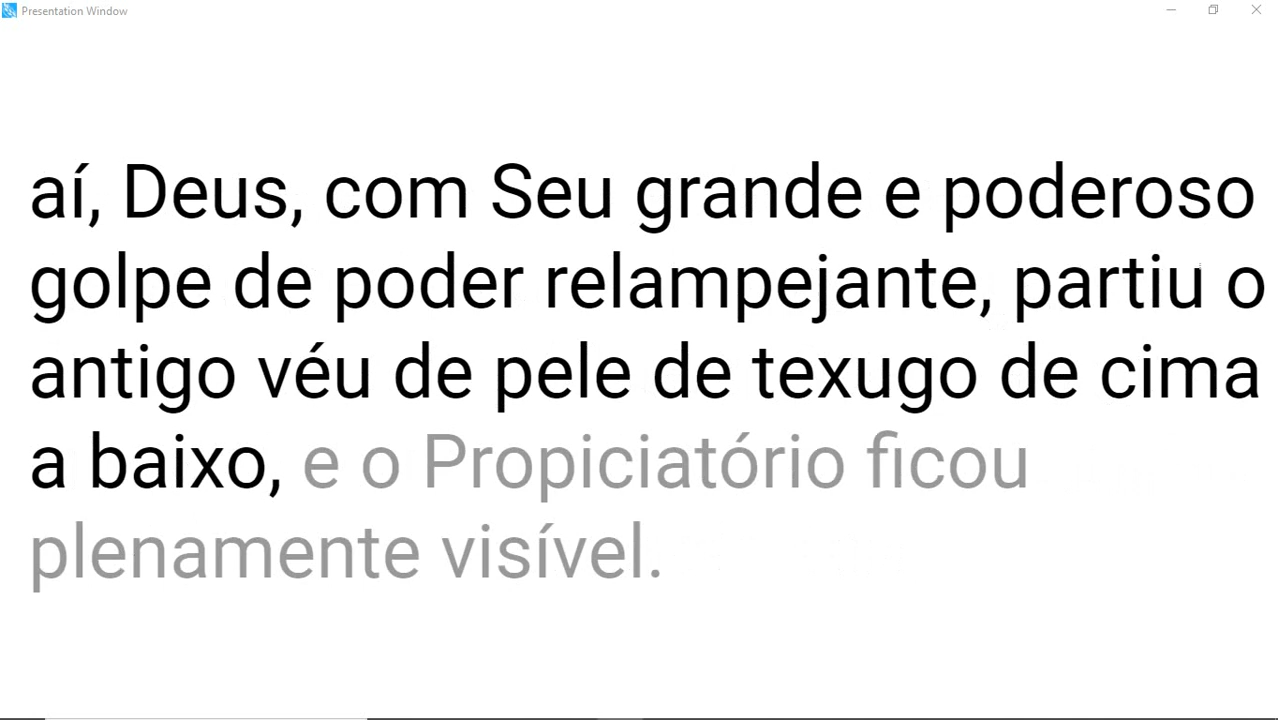 Presentation Window
aí, Deus, com Seu grande e poderoso
golpe de poder relampejante, partiu o
antigo véu de pele de texugo de cima
a baixo, e o Propiciatório ficou
plenamente visível.